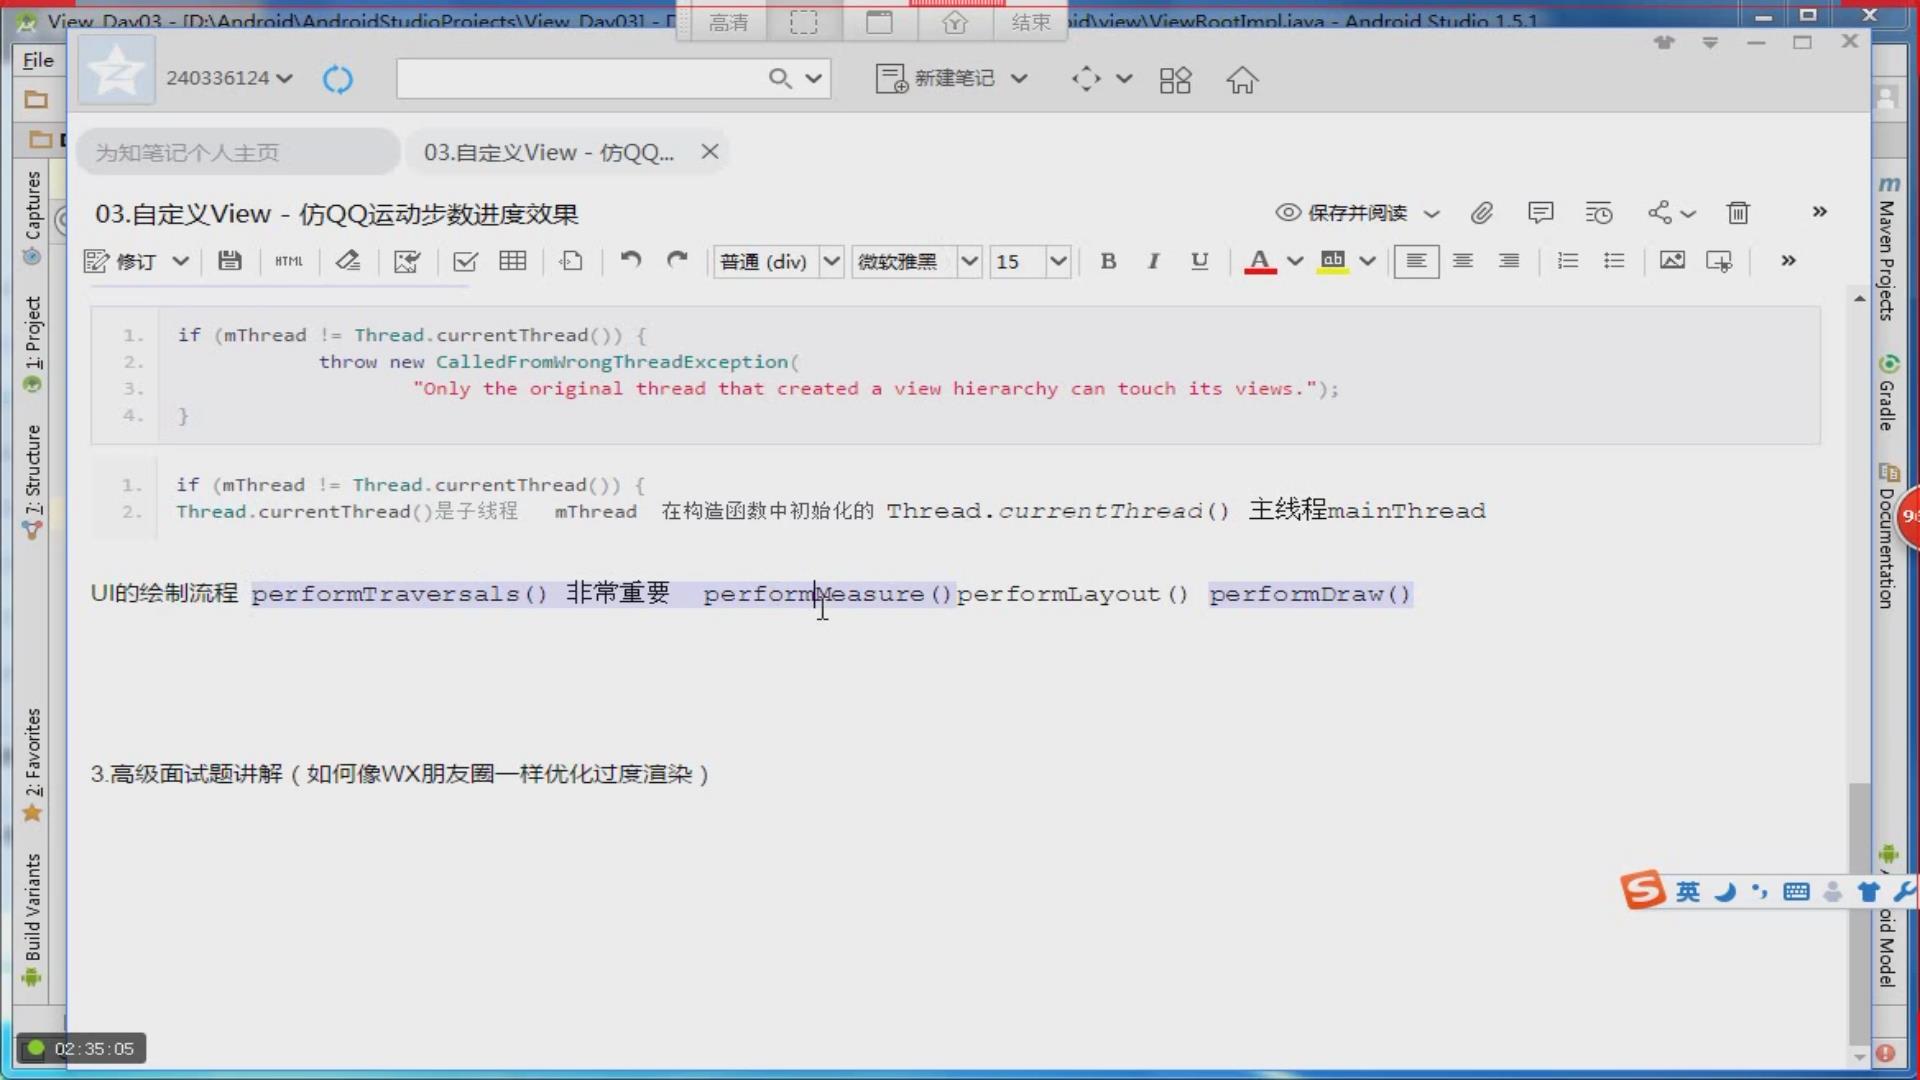 View_Day03 - [D:\Android\AndroidStudioProjects\View_Day03] -
id\view\ViewRootImpl.java - Android Studio 1.5.1
高清
结束
File
240336124
新建笔记
为知笔记个人主页
03.自定义View - 仿QQ...
03.自定义View - 仿QQ运动步数进度效果
保存并阅读
修订
HTML
普通 (div)
微软雅黑
15
B
I
U
A
ab
1. if (mThread != Thread.currentThread()) {
2. throw new CalledFromWrongThreadException(
3. "Only the original thread that created a view hierarchy can touch its views.");
4. }
1. if (mThread != Thread.currentThread()) {
2. Thread.currentThread()是子线程 mThread 在构造函数中初始化的 Thread.currentThread() 主线程mainThread
UI的绘制流程 performTraversals() 非常重要 performMeasure()performLayout() performDraw()
3.高级面试题讲解（如何像WX朋友圈一样优化过度渲染）
Captures
1: Project
7: Structure
2: Favorites
Build Variants
Maven Projects
Gradle
Documentation
oid Model
英
02:35:05